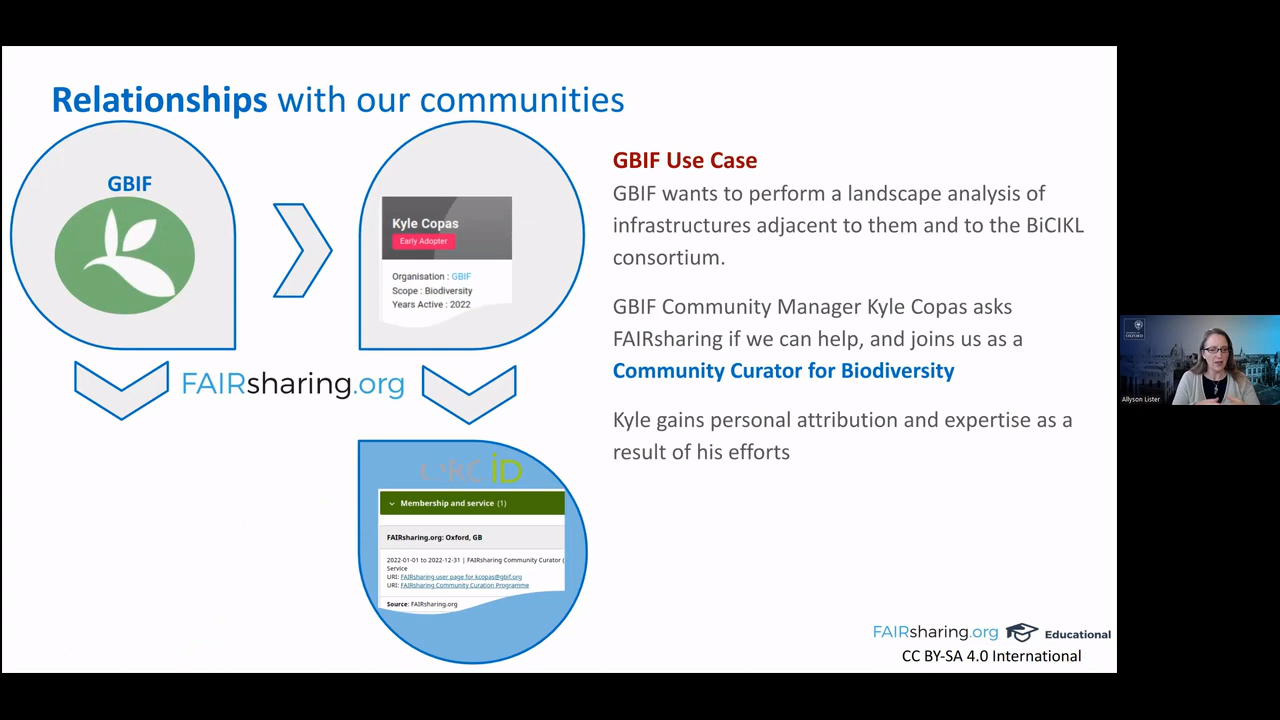 Relationships with our communities
GBIF
Kyle Copas
Early Adopter
Organisation : GBIF
Scope : Biodiversity
Years Active : 2022
FAIRsharing.org
iD
Membership and service (1)
FAIRsharing.org: Oxford, GB
2022-01-01 to 2022-12-31 | FAIRsharing Community Curator (
Service
URI: FAIRsharing user page for kcopas@gbif.org
URI: FAIRsharing Community Curation Programme
Source: FAIRsharing.org
GBIF Use Case
GBIF wants to perform a landscape analysis of
infrastructures adjacent to them and to the BiCIKL
consortium.
GBIF Community Manager Kyle Copas asks
FAIRsharing if we can help, and joins us as a
Community Curator for Biodiversity
Kyle gains personal attribution and expertise as a
result of his efforts
FAIRsharing.org Educational
CC BY-SA 4.0 International
OXFORD
Allyson Lister